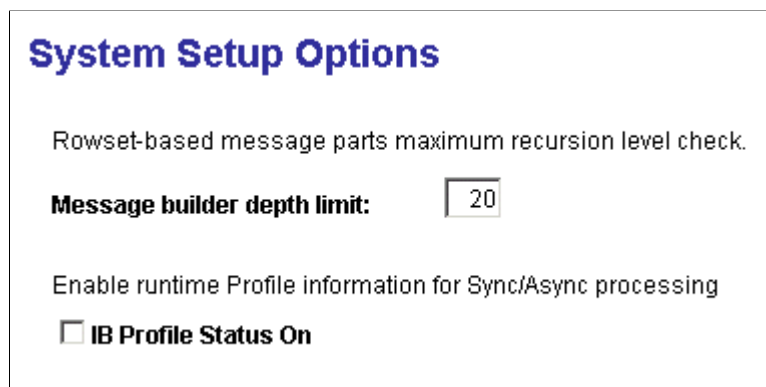 System Setup Options
Rowset-based message parts maximum recursion level check.
Message builder depth limit: 20
Enable runtime Profile information for Sync/Async processing
IB Profile Status On